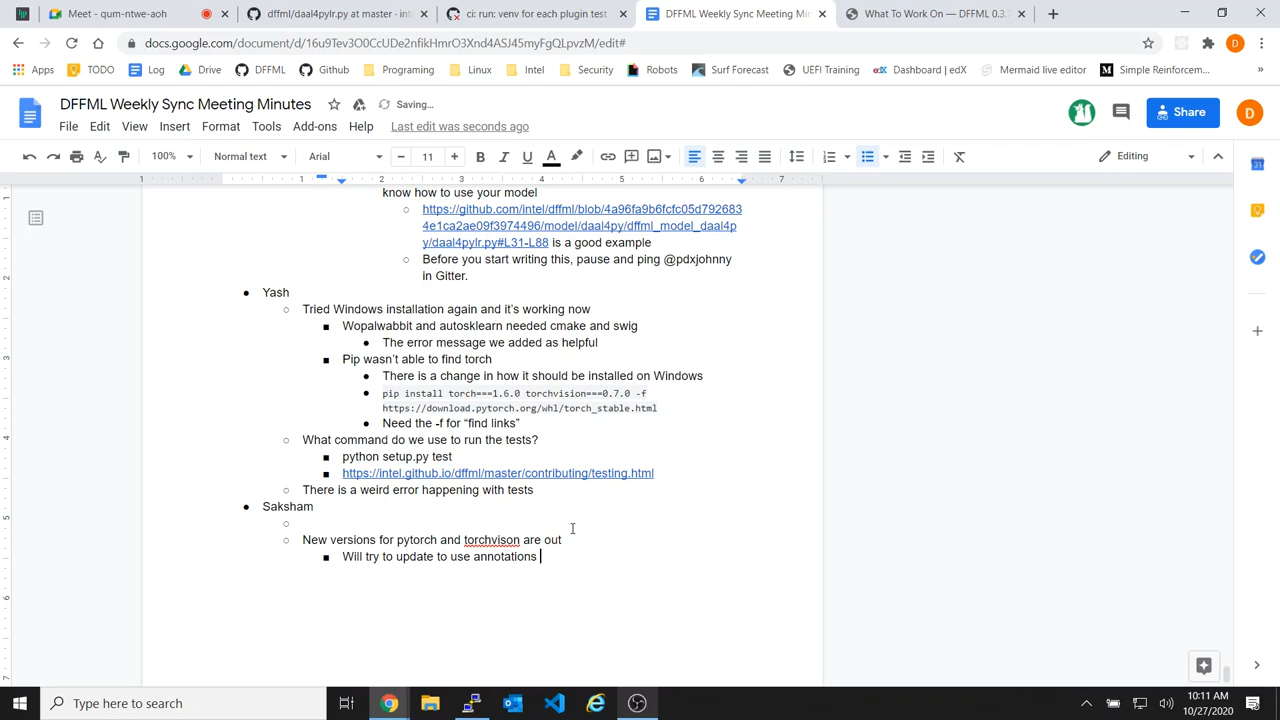 Meet - qum-ntwe-aoh
dffml/daal4pylr.py at master · inte
ci: run: venv for each plugin test
DFFML Weekly Sync Meeting Min
What To Work On — DFFML 0.3.
docs.google.com/document/d/16u9Tev3O0CcUDe2nfikHmrO3Xnd4ASJ45myFgQLpvzM/edit#
Apps TODO Log Drive DFFML Github Programing Linux Intel Security Robots Surf Forecast UEFI Training Dashboard | edX Mermaid live editor Simple Reinforcem...
DFFML Weekly Sync Meeting Minutes Saving...
File Edit View Insert Format Tools Add-ons Help Last edit was seconds ago
Share
100% Normal text Arial 11 Editing
know how to use your model
https://github.com/intel/dffml/blob/4a96fa9b6fcfc05d792683
4e1ca2ae09f3974496/model/daal4py/dffml_model_daal4p
y/daal4pylr.py#L31-L88 is a good example
Before you start writing this, pause and ping @pdxjohnny
in Gitter.
Yash
Tried Windows installation again and it's working now
Wopalwabbit and autosklearn needed cmake and swig
The error message we added as helpful
Pip wasn't able to find torch
There is a change in how it should be installed on Windows
pip install torch===1.6.0 torchvision===0.7.0 -f
https://download.pytorch.org/whl/torch_stable.html
Need the -f for "find links"
What command do we use to run the tests?
python setup.py test
https://intel.github.io/dffml/master/contributing/testing.html
There is a weird error happening with tests
Saksham
New versions for pytorch and torchvison are out
Will try to update to use annotations
Type here to search
10:11 AM
10/27/2020